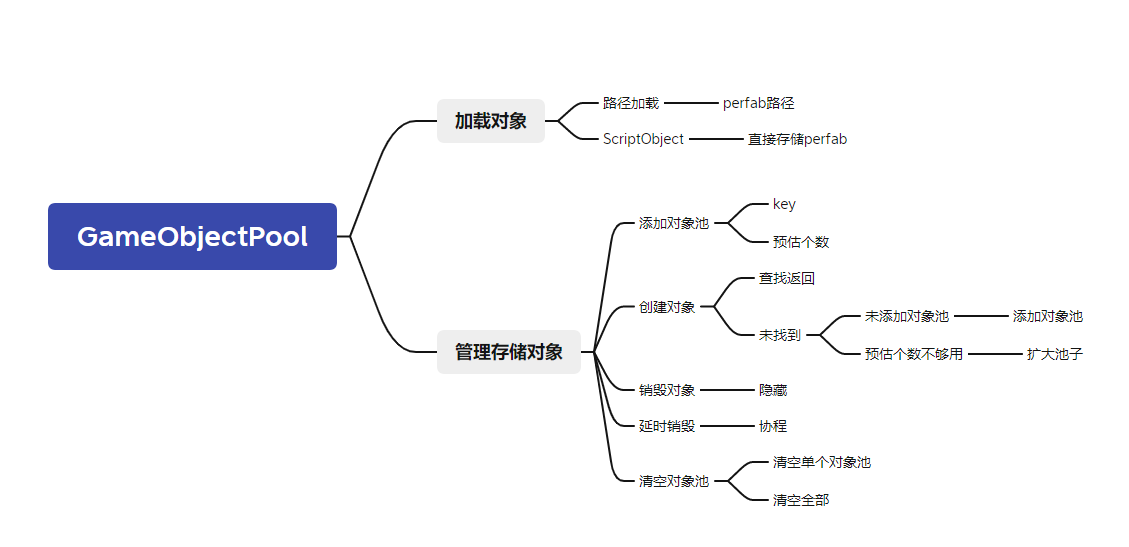 GameObjectPool
加载对象
路径加载
perfab路径
ScriptObject
直接存储perfab
管理存储对象
添加对象池
key
预估个数
创建对象
查找返回
未找到
未添加对象池
添加对象池
预估个数不够用
扩大池子
销毁对象
隐藏
延时销毁
协程
清空对象池
清空单个对象池
清空全部